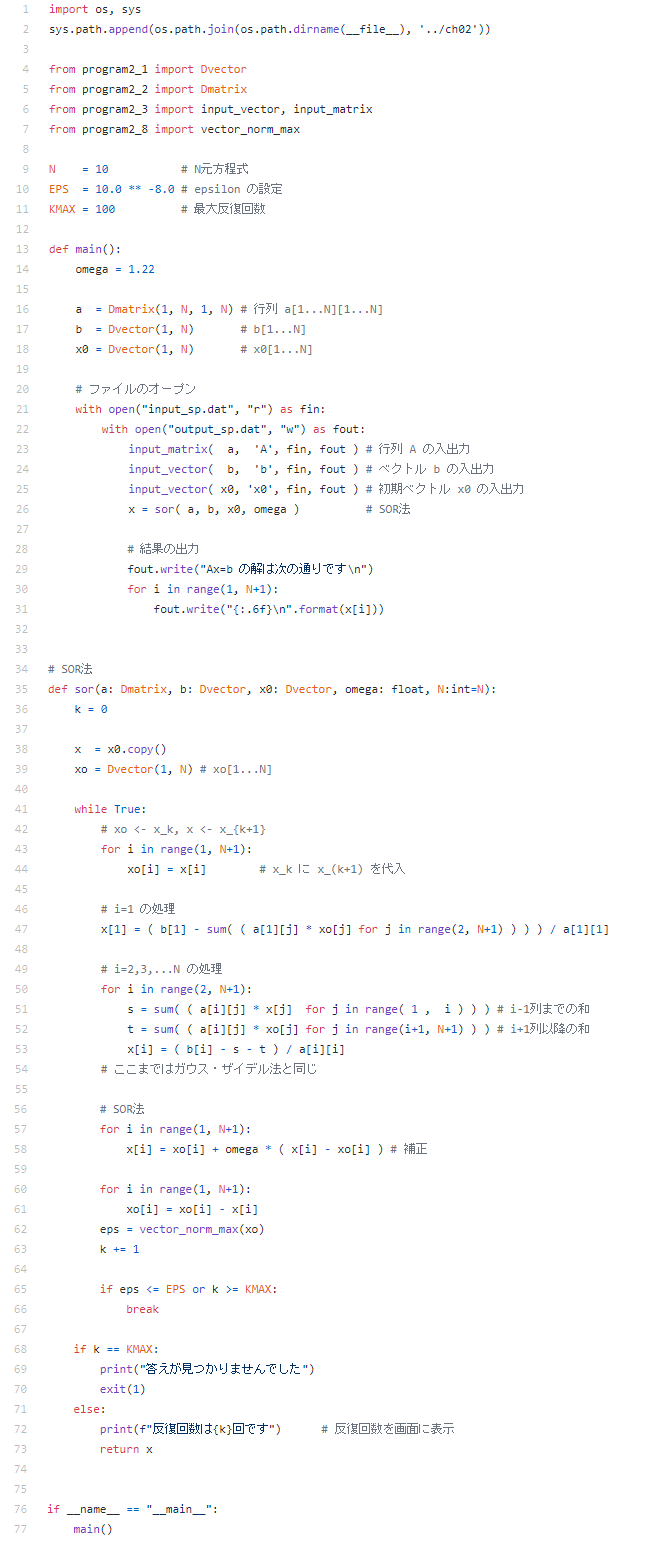 1 import os, sys
2 sys.path.append(os.path.join(os.path.dirname(__file__), '../ch02'))
3
4 from program2_1 import Dvector
5 from program2_2 import Dmatrix
6 from program2_3 import input_vector, input_matrix
7 from program2_8 import vector_norm_max
8
9 N    = 10           # N元方程式
10 EPS  = 10.0 ** -8.0 # epsilon の設定
11 KMAX = 100          # 最大反復回数
12
13 def main():
14     omega = 1.22
15
16     a  = Dmatrix(1, N, 1, N) # 行列 a[1...N][1...N]
17     b  = Dvector(1, N)       # b[1...N]
18     x0 = Dvector(1, N)       # x0[1...N]
19
20     # ファイルのオープン
21     with open("input_sp.dat", "r") as fin:
22         with open("output_sp.dat", "w") as fout:
23             input_matrix(  a,  'A', fin, fout ) # 行列 A の入出力
24             input_vector(  b,  'b', fin, fout ) # ベクトル b の入出力
25             input_vector( x0, 'x0', fin, fout ) # 初期ベクトル x0 の入出力
26             x = sor( a, b, x0, omega )          # SOR法
27
28             # 結果の出力
29             fout.write("Ax=b の解は次の通りです\n")
30             for i in range(1, N+1):
31                 fout.write("{:.6f}\n".format(x[i]))
32
33
34 # SOR法
35 def sor(a: Dmatrix, b: Dvector, x0: Dvector, omega: float, N:int=N):
36     k = 0
37
38     x  = x0.copy()
39     xo = Dvector(1, N) # xo[1...N]
40
41     while True:
42         # xo <- x_k, x <- x_{k+1}
43         for i in range(1, N+1):
44             xo[i] = x[i]        # x_k に x_(k+1) を代入
45
46         # i=1 の処理
47         x[1] = ( b[1] - sum( ( a[1][j] * xo[j] for j in range(2, N+1) ) ) ) / a[1][1]
48
49         # i=2,3,...N の処理
50         for i in range(2, N+1):
51             s = sum( ( a[i][j] * x[j]  for j in range( 1 ,  i ) ) ) # i-1列までの和
52             t = sum( ( a[i][j] * xo[j] for j in range(i+1, N+1) ) ) # i+1列以降の和
53             x[i] = ( b[i] - s - t ) / a[i][i]
54         # ここまではガウス・ザイデル法と同じ
55
56         # SOR法
57         for i in range(1, N+1):
58             x[i] = xo[i] + omega * ( x[i] - xo[i] ) # 補正
59
60         for i in range(1, N+1):
61             xo[i] = xo[i] - x[i]
62         eps = vector_norm_max(xo)
63         k += 1
64
65         if eps <= EPS or k >= KMAX:
66             break
67
68     if k == KMAX:
69         print("答えが見つかりませんでした")
70         exit(1)
71     else:
72         print(f"反復回数は{k}回です")      # 反復回数を画面に表示
73         return x
74
75
76 if __name__ == "__main__":
77     main()